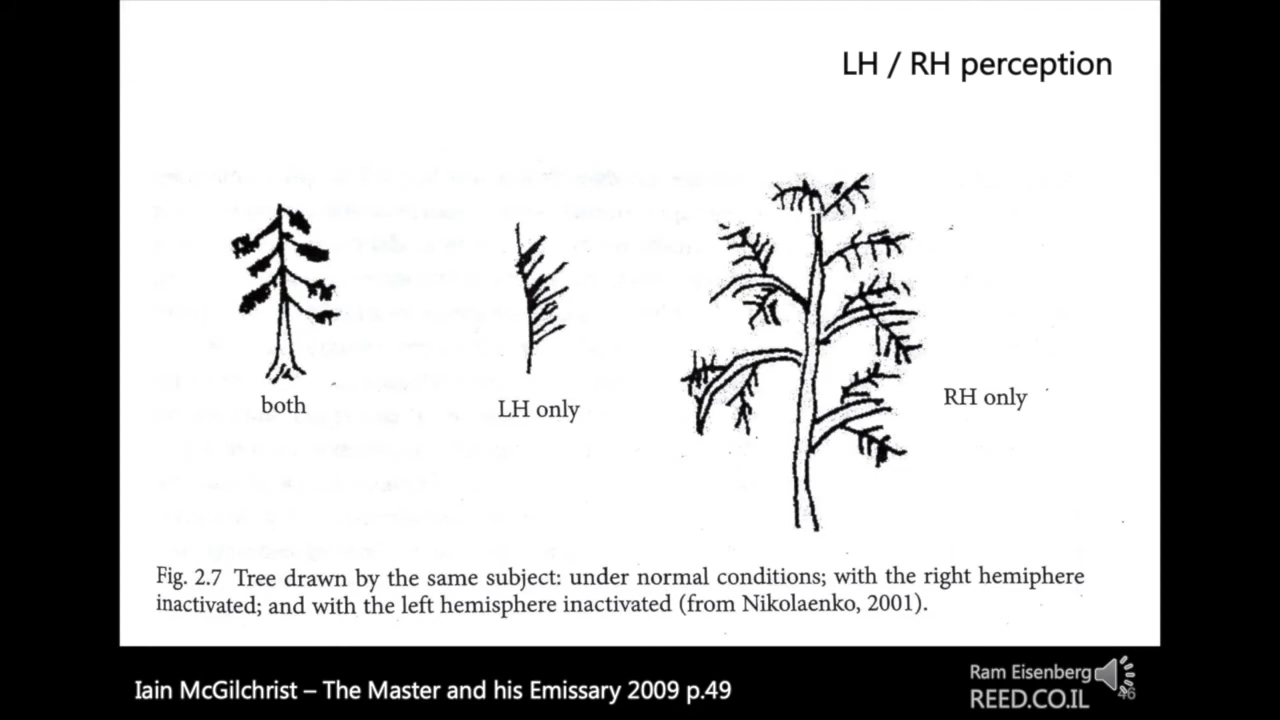 LH / RH perception
both
LH only
RH only
Fig. 2.7 Tree drawn by the same subject: under normal conditions; with the right hemiphere
inactivated; and with the left hemisphere inactivated (from Nikolaenko, 2001).
Iain McGilchrist – The Master and his Emissary 2009 p.49
Ram Eisenberg
46
REED.CO.IL